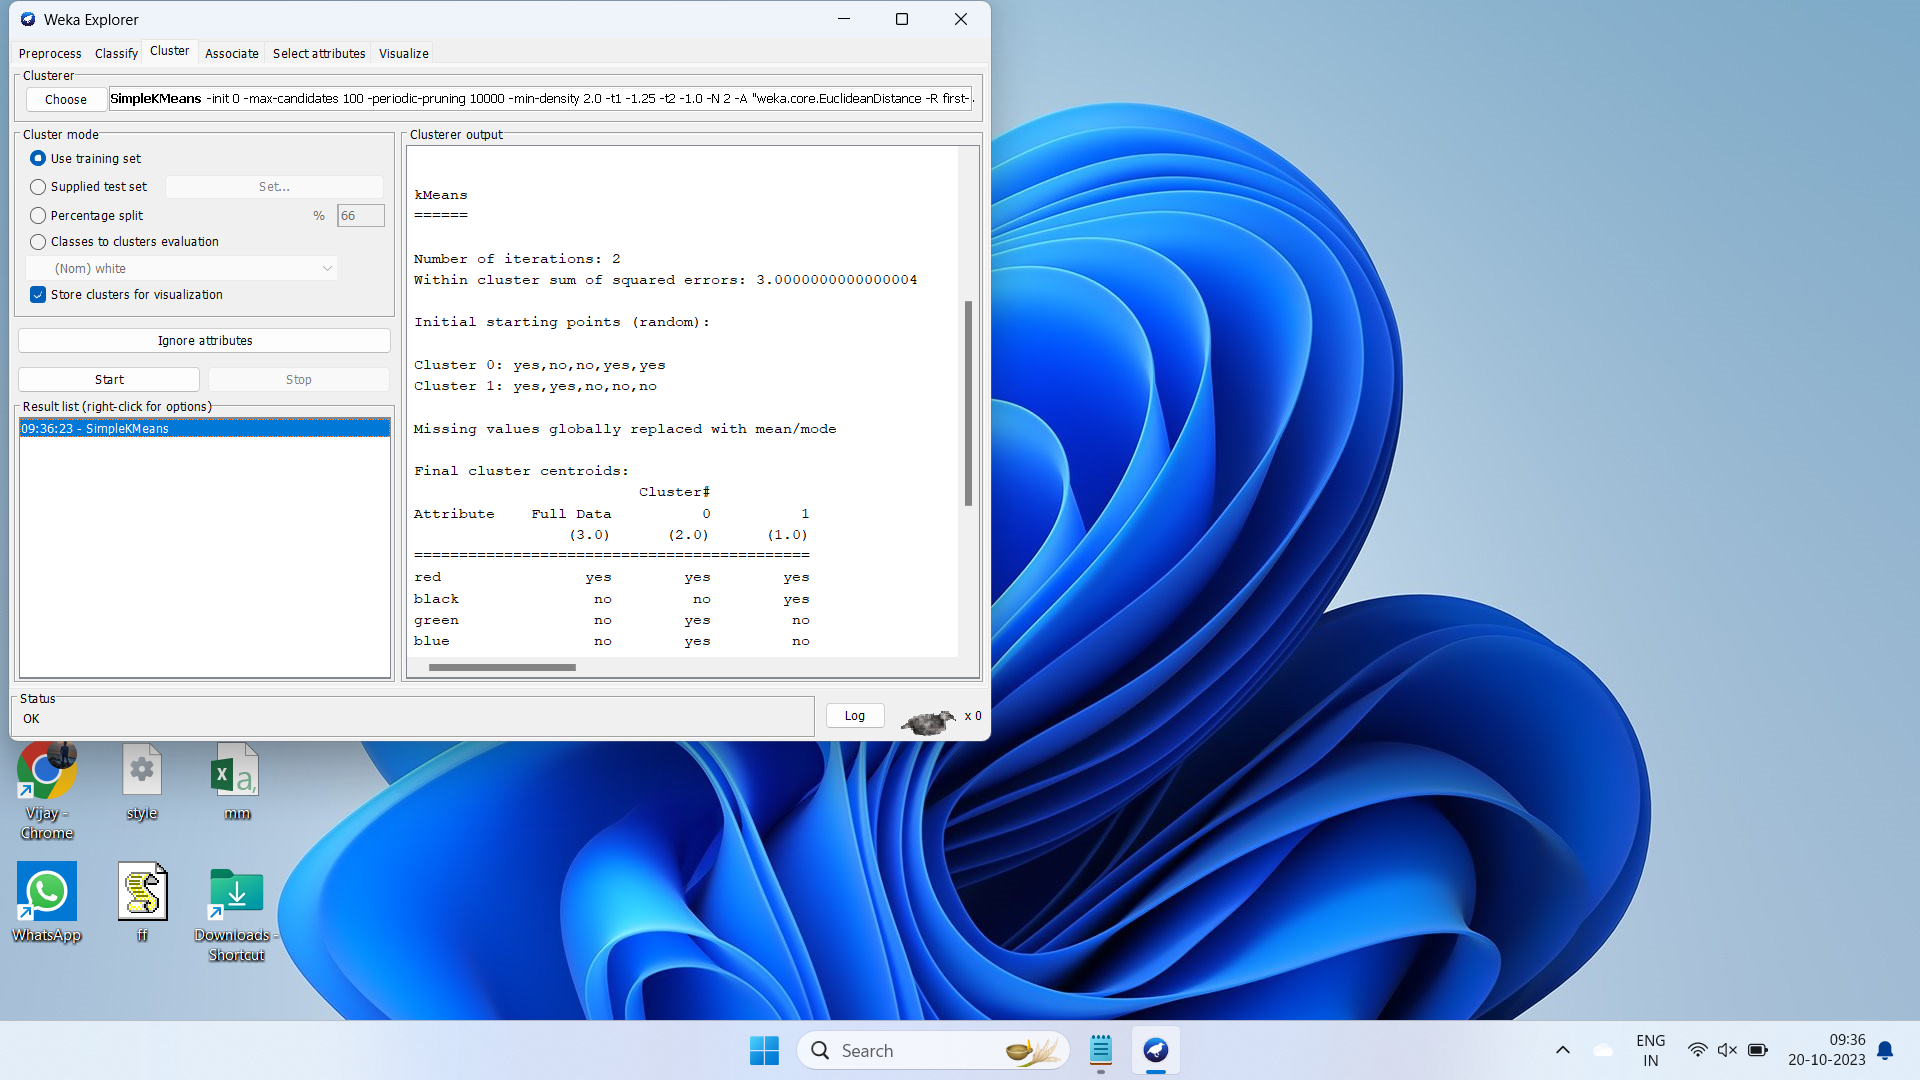 Weka Explorer
Preprocess Classify Cluster Associate Select attributes Visualize
Clusterer
Choose SimpleKMeans -init 0 -max-candidates 100 -periodic-pruning 10000 -min-density 2.0 -t1 -1.25 -t2 -1.0 -N 2 -A "weka.core.EuclideanDistance -R first-
Cluster mode
Use training set
Supplied test set Set...
Percentage split % 66
Classes to clusters evaluation
(Nom) white
Store clusters for visualization
Ignore attributes
Start Stop
Result list (right-click for options)
09:36:23 - SimpleKMeans
Clusterer output
kMeans
======
Number of iterations: 2
Within cluster sum of squared errors: 3.0000000000000004
Initial starting points (random):
Cluster 0: yes,no,no,yes,yes
Cluster 1: yes,yes,no,no,no
Missing values globally replaced with mean/mode
Final cluster centroids:
Cluster#
Attribute Full Data 0 1
(3.0) (2.0) (1.0)
============================================
red yes yes yes
black no no yes
green no yes no
blue no yes no
Status
OK
Log x 0
Vijay - Chrome
style
mm
WhatsApp
ff
Downloads - Shortcut
Search
ENG
IN
09:36
20-10-2023